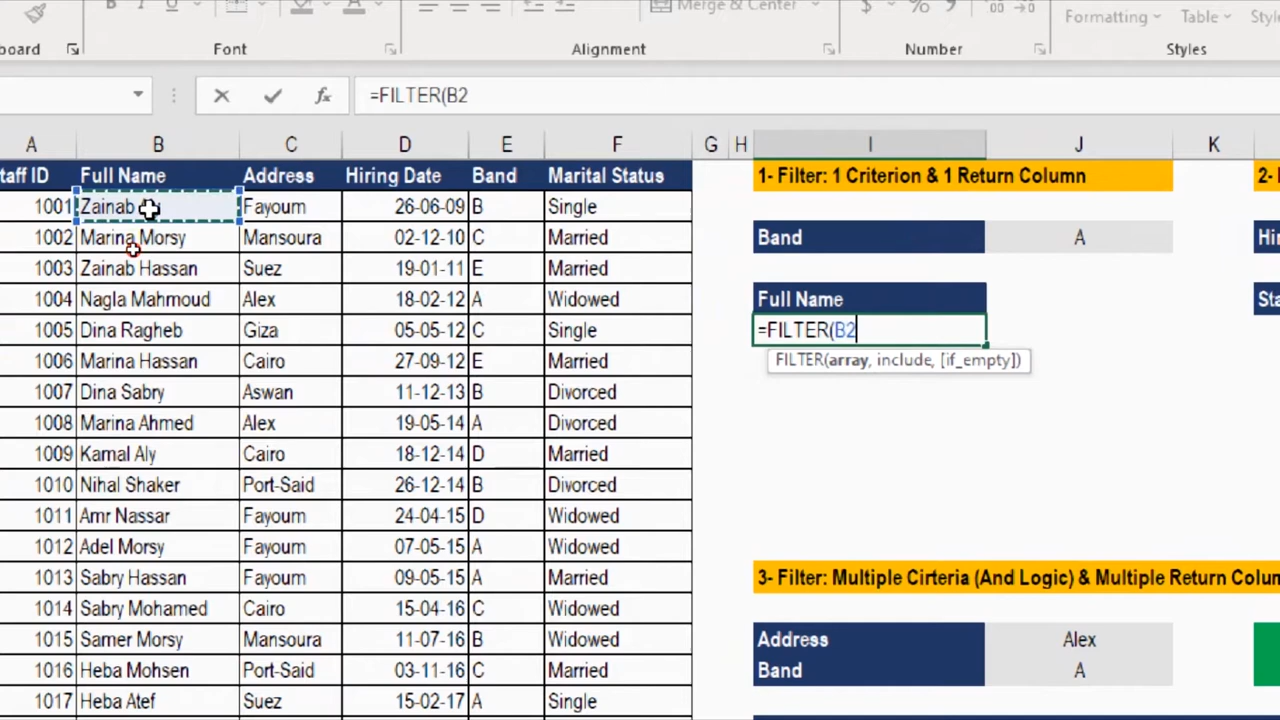 B I U Merge & Center $ % Formatting Table Styl
board Font Alignment Number Styles
=FILTER(B2
A B C D E F G H I J K
taff ID Full Name Address Hiring Date Band Marital Status 1- Filter: 1 Criterion & 1 Return Column 2-
1001 Zainab Fayoum 26-06-09 B Single
1002 Marina Morsy Mansoura 02-12-10 C Married Band A Hir
1003 Zainab Hassan Suez 19-01-11 E Married
1004 Nagla Mahmoud Alex 18-02-12 A Widowed Full Name Sta
1005 Dina Ragheb Giza 05-05-12 C Single =FILTER(B2
1006 Marina Hassan Cairo 27-09-12 E Married FILTER(array, include, [if_empty])
1007 Dina Sabry Aswan 11-12-13 B Divorced
1008 Marina Ahmed Alex 19-05-14 A Divorced
1009 Kamal Aly Cairo 18-12-14 D Married
1010 Nihal Shaker Port-Said 26-12-14 B Divorced
1011 Amr Nassar Fayoum 24-04-15 D Widowed
1012 Adel Morsy Fayoum 07-05-15 A Widowed
1013 Sabry Hassan Fayoum 09-05-15 A Married 3- Filter: Multiple Cirteria (And Logic) & Multiple Return Colun
1014 Sabry Mohamed Cairo 15-04-16 C Married
1015 Samer Morsy Mansoura 11-07-16 B Widowed Address Alex
1016 Heba Mohsen Port-Said 03-11-16 C Married Band A
1017 Heba Atef Suez 15-02-17 A Single